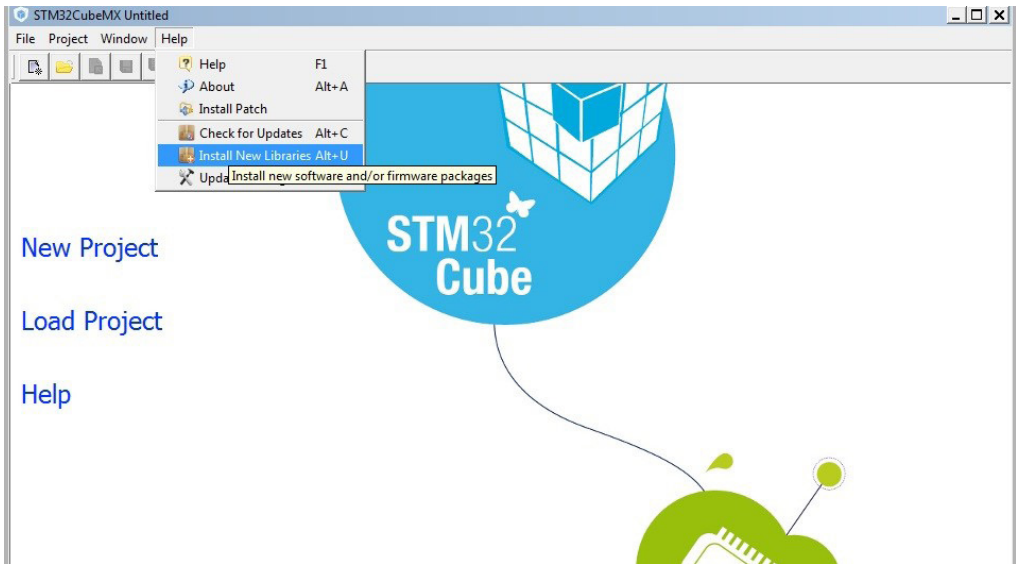 STM32CubeMX Untitled
File Project Window Help
Help F1
About Alt+A
Install Patch
Check for Updates Alt+C
Install New Libraries Alt+U
Install new software and/or firmware packages
New Project
STM32
Cube
Load Project
Help